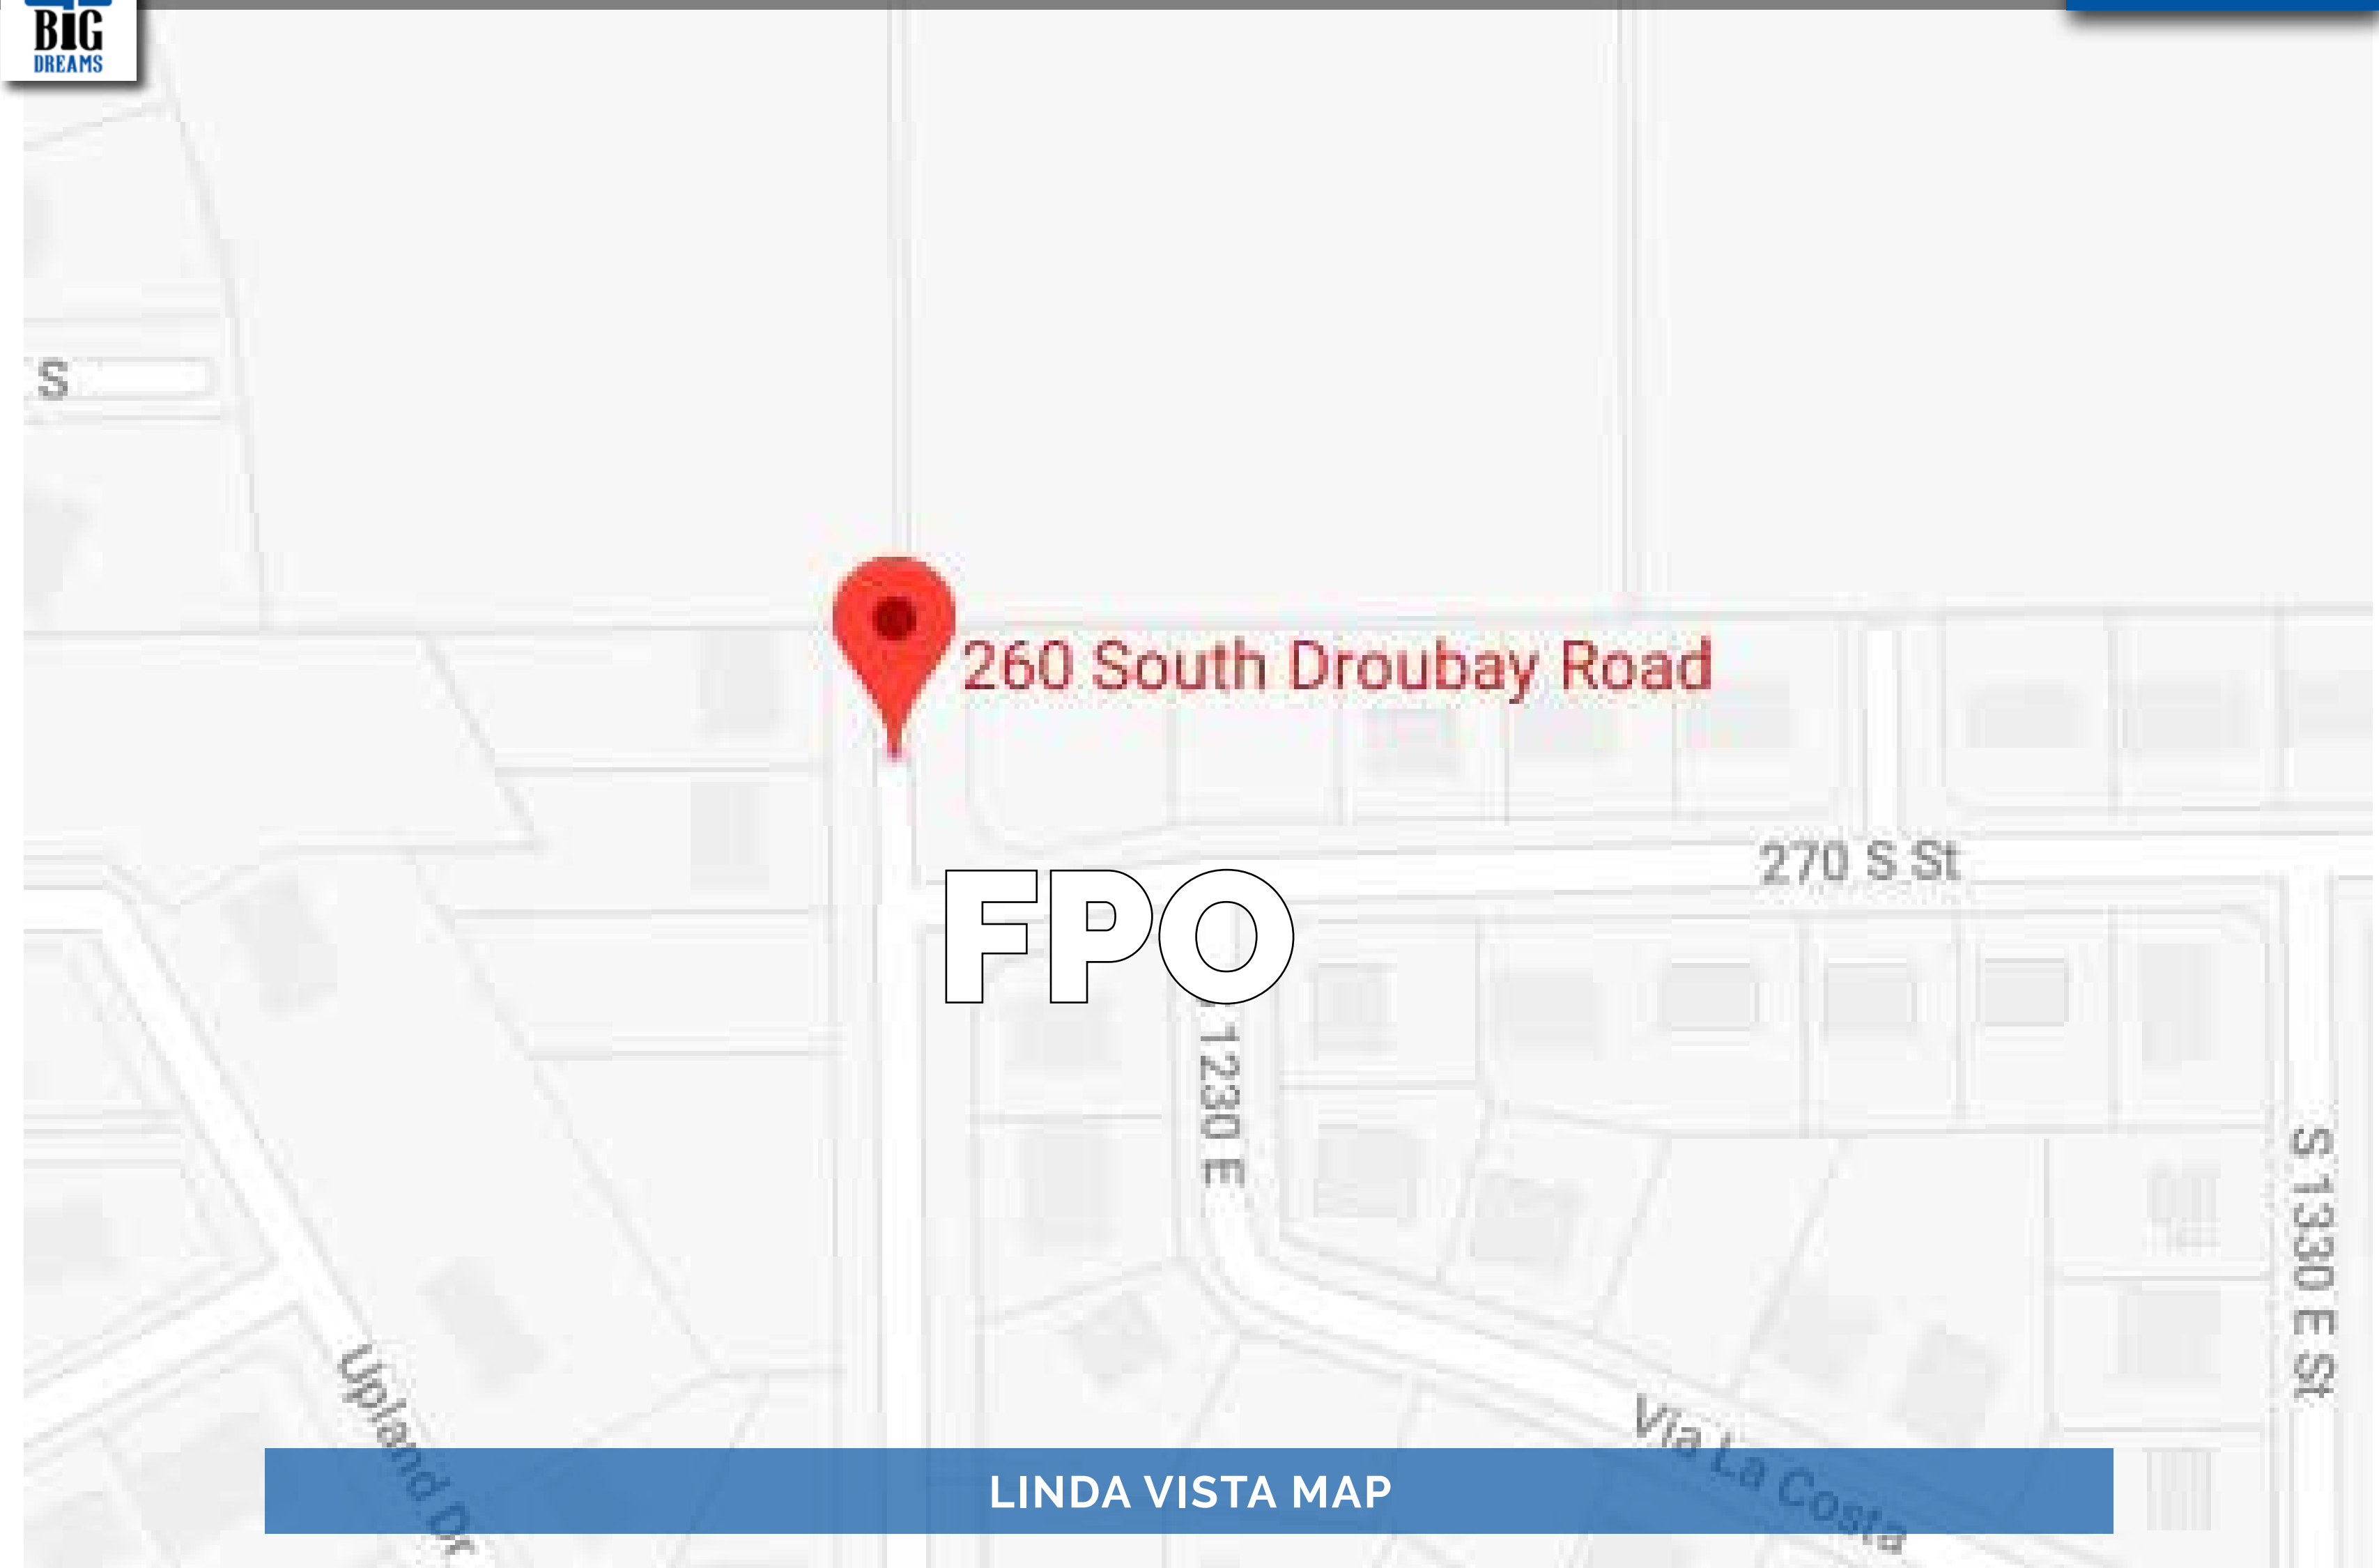 BIG
DREAMS
S
260 South Droubay Road
270 S St
FPO
1230 E
S 1330 E St
Upland Dr
Via La Costa
LINDA VISTA MAP